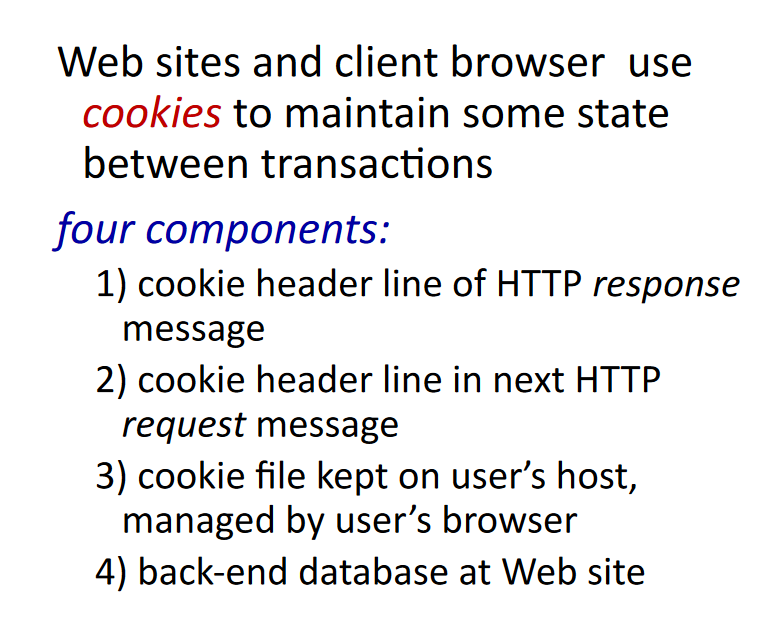 Web sites and client browser  use
cookies to maintain some state
between transactions
four components:
1) cookie header line of HTTP response
message
2) cookie header line in next HTTP
request message
3) cookie file kept on user’s host,
managed by user’s browser
4) back-end database at Web site